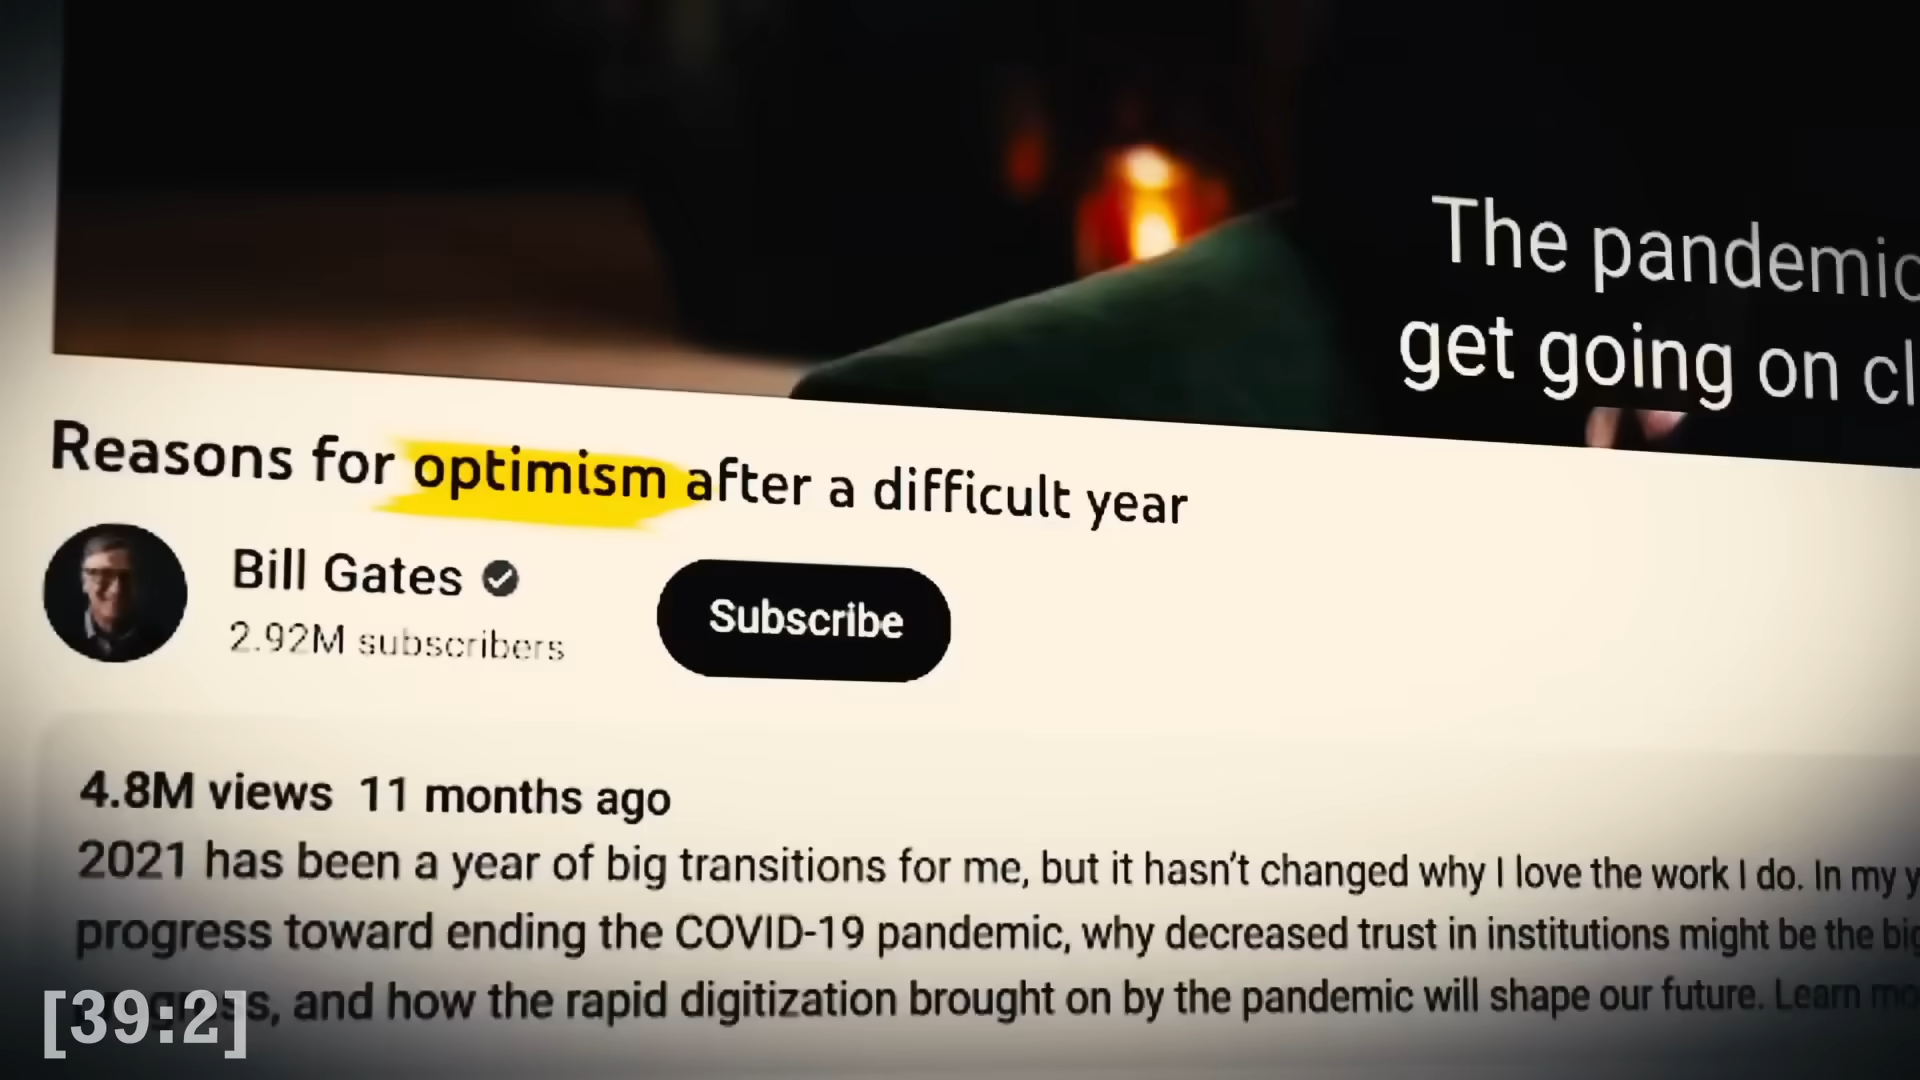 The pandemic
get going on cl
Reasons for optimism after a difficult year
Bill Gates
2.92M subscribers
Subscribe
4.8M views 11 months ago
2021 has been a year of big transitions for me, but it hasn't changed why I love the work I do. In my y
progress toward ending the COVID-19 pandemic, why decreased trust in institutions might be the big
and how the rapid digitization brought on by the pandemic will shape our future. Learn mo
[39:2]